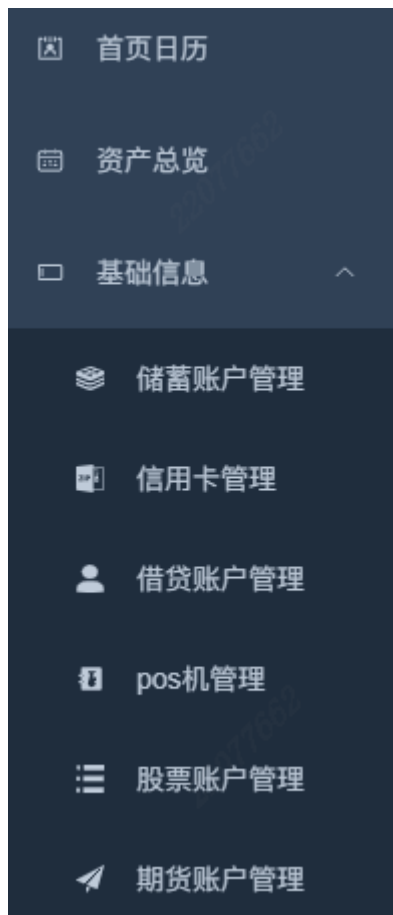 首页日历
资产总览
基础信息
储蓄账户管理
信用卡管理
借贷账户管理
pos机管理
股票账户管理
期货账户管理
22077662
22077662